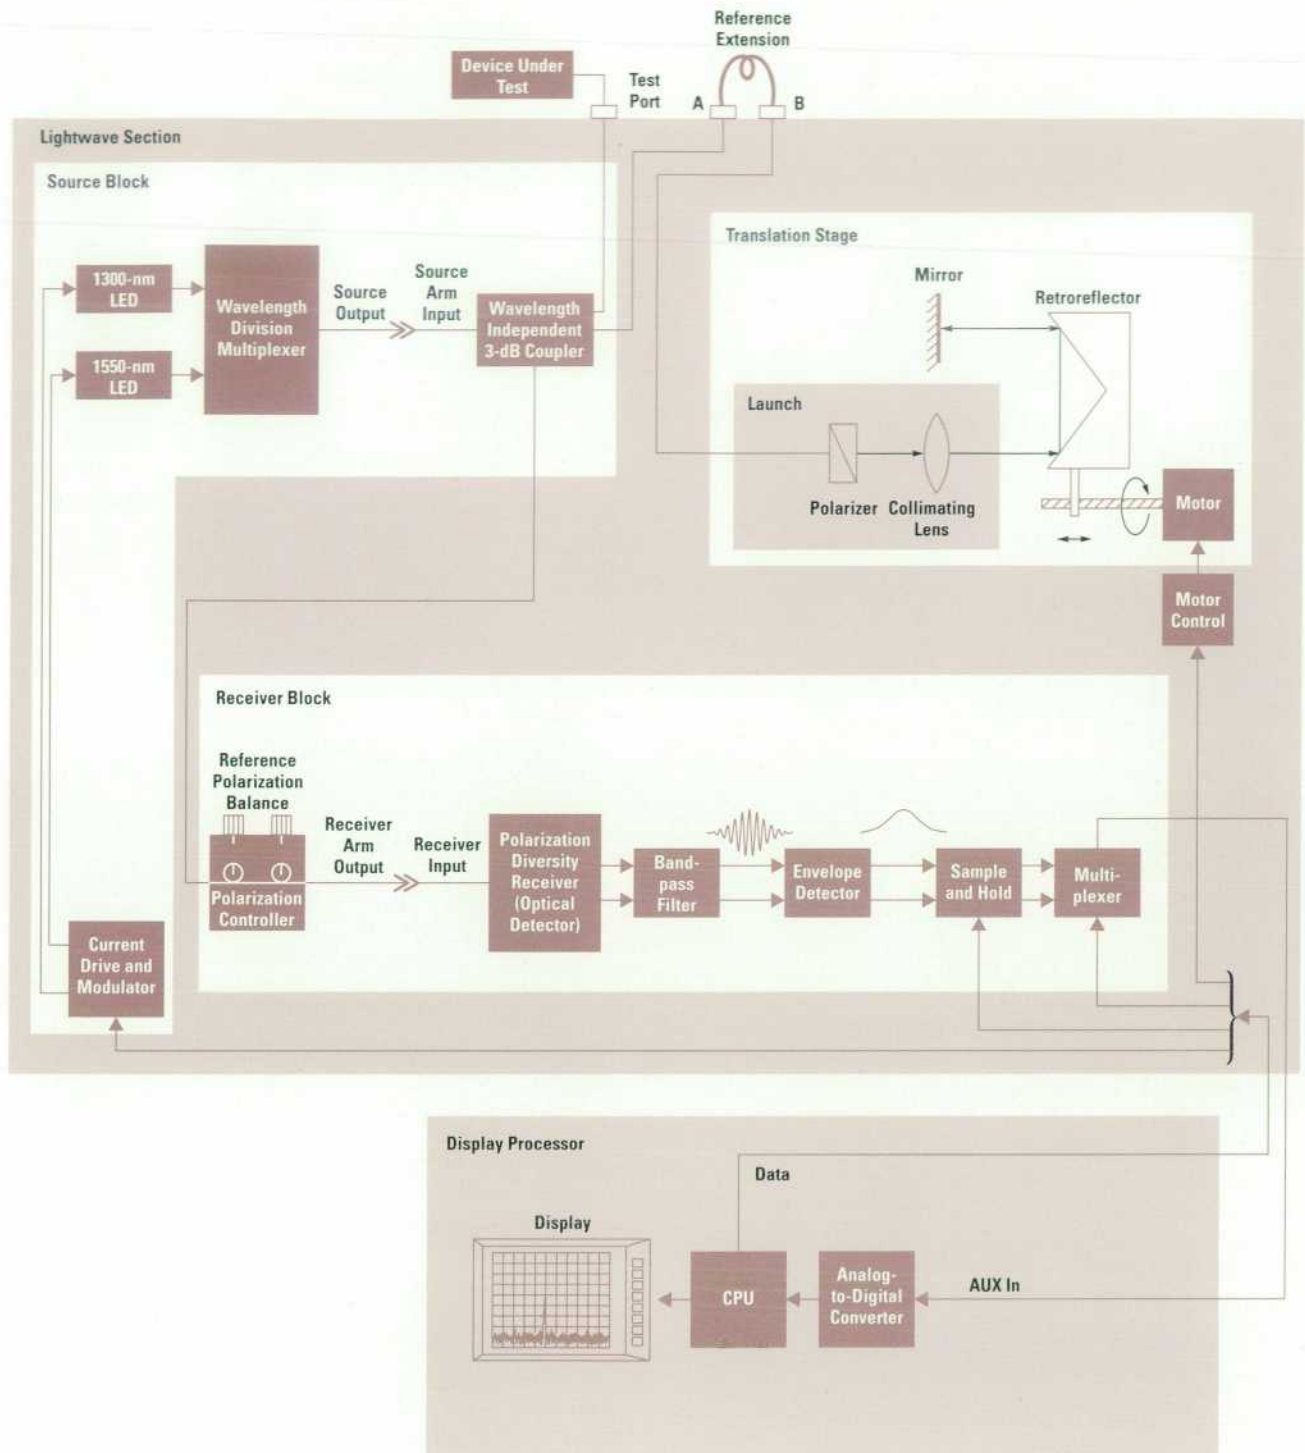 Reference
Extension
Device Under
Test
Test
Port
A
B
Lightwave Section
Source Block
1300-nm
LED
1550-nm
LED
Wavelength
Division
Multiplexer
Source
Output
Source
Arm
Input
Wavelength
Independent
3-dB Coupler
Translation Stage
Mirror
Retroreflector
Launch
Polarizer
Collimating
Lens
Motor
Motor
Control
Receiver Block
Reference
Polarization
Balance
Polarization
Controller
Receiver
Arm
Output
Receiver
Input
Polarization
Diversity
Receiver
(Optical
Detector)
Band-
pass
Filter
Envelope
Detector
Sample
and Hold
Multi-
plexer
Current
Drive and
Modulator
Display Processor
Data
Display
CPU
Analog-
to-Digital
Converter
AUX In